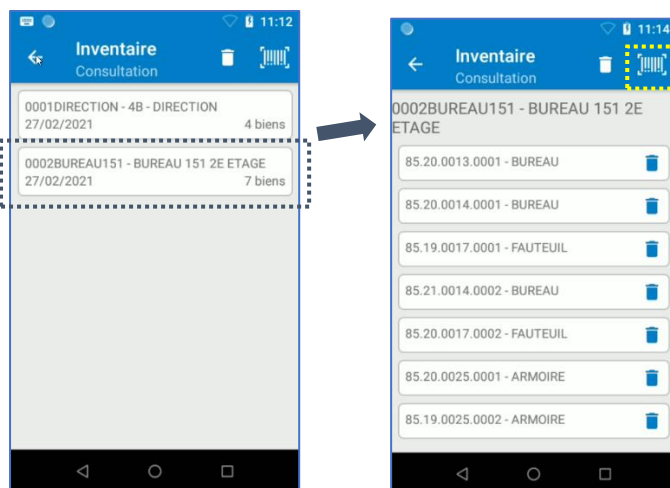 11:12
Inventaire
Consultation
0001DIRECTION - 4B - DIRECTION
27/02/2021 4 biens
0002BUREAU151 - BUREAU 151 2E ETAGE
27/02/2021 7 biens
11:14
Inventaire
Consultation
0002BUREAU151 - BUREAU 151 2E
ETAGE
85.20.0013.0001 - BUREAU
85.20.0014.0001 - BUREAU
85.19.0017.0001 - FAUTEUIL
85.21.0014.0002 - BUREAU
85.20.0017.0002 - FAUTEUIL
85.20.0025.0001 - ARMOIRE
85.19.0025.0002 - ARMOIRE